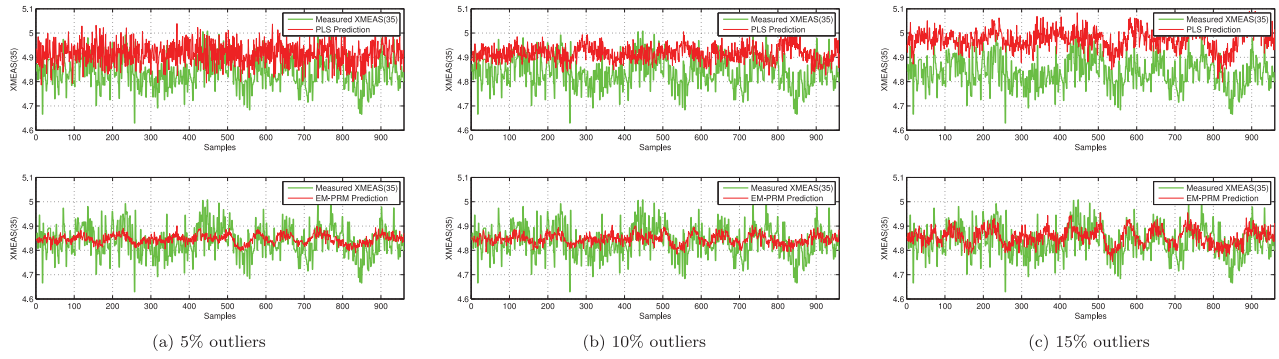 5.1
5
4.9
4.8
4.7
4.6
XMEAS(35)
0 100 200 300 400 500 600 700 800 900
Samples
Measured XMEAS(35)
PLS Prediction
5.1
5
4.9
4.8
4.7
4.6
XMEAS(35)
0 100 200 300 400 500 600 700 800 900
Samples
Measured XMEAS(35)
EM-PRM Prediction
(a) 5% outliers
5.1
5
4.9
4.8
4.7
4.6
XMEAS(35)
0 100 200 300 400 500 600 700 800 900
Samples
Measured XMEAS(35)
PLS Prediction
5.1
5
4.9
4.8
4.7
4.6
XMEAS(35)
0 100 200 300 400 500 600 700 800 900
Samples
Measured XMEAS(35)
EM-PRM Prediction
(b) 10% outliers
5.1
5
4.9
4.8
4.7
4.6
XMEAS(35)
0 100 200 300 400 500 600 700 800 900
Samples
Measured XMEAS(35)
PLS Prediction
5.1
5
4.9
4.8
4.7
4.6
XMEAS(35)
0 100 200 300 400 500 600 700 800 900
Samples
Measured XMEAS(35)
EM-PRM Prediction
(c) 15% outliers